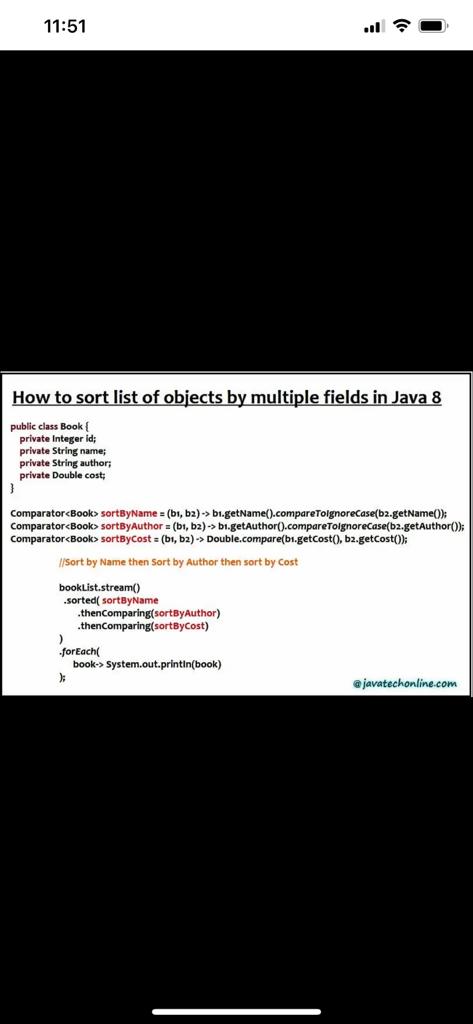 11:51
How to sort list of objects by multiple fields in Java 8
public class Book {
private Integer id;
private String name;
private String author;
private Double cost;
}
Comparator<Book> sortByName = (b1, b2) -> b1.getName().compareToIgnoreCase(b2.getName());
Comparator<Book> sortByAuthor = (b1, b2) -> b1.getAuthor().compareToIgnoreCase(b2.getAuthor());
Comparator<Book> sortByCost = (b1, b2) -> Double.compare(b1.getCost(), b2.getCost());
//Sort by Name then Sort by Author then sort by Cost
bookList.stream()
.sorted( sortByName
.thenComparing(sortByAuthor)
.thenComparing(sortByCost)
)
.forEach(
book-> System.out.println(book)
);
@javatechonline.com